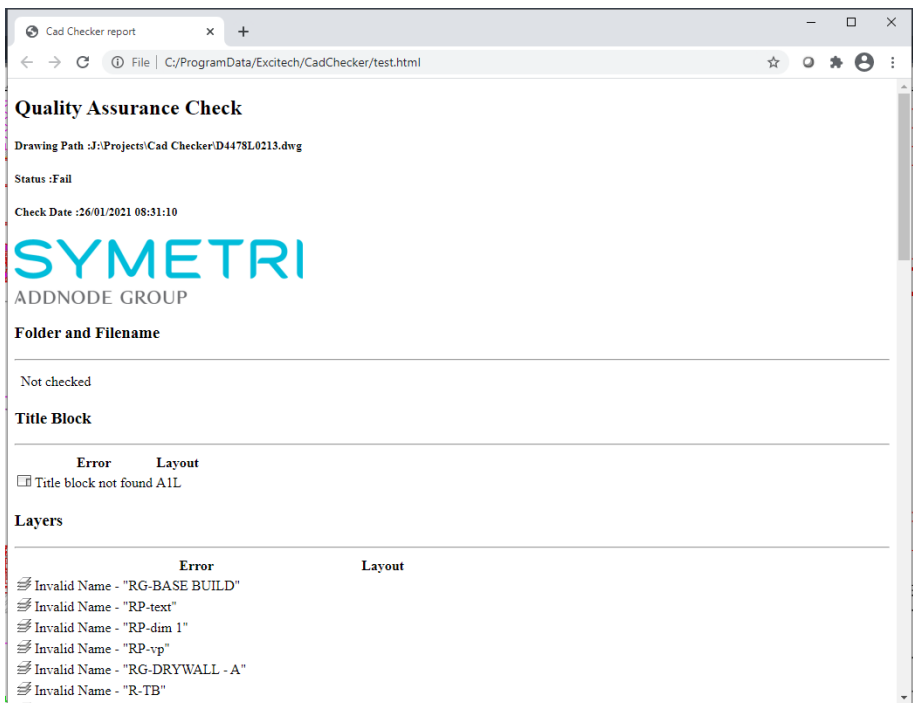 Cad Checker report
File | C:/ProgramData/Excitech/CadChecker/test.html
Quality Assurance Check
Drawing Path :J:\Projects\Cad Checker\D4478L0213.dwg
Status :Fail
Check Date :26/01/2021 08:31:10
SYMETRI
ADDNODE GROUP
Folder and Filename
Not checked
Title Block
Error Layout
Title block not found A1L
Layers
Error Layout
Invalid Name - "RG-BASE BUILD"
Invalid Name - "RP-text"
Invalid Name - "RP-dim 1"
Invalid Name - "RP-vp"
Invalid Name - "RG-DRYWALL - A"
Invalid Name - "R-TB"